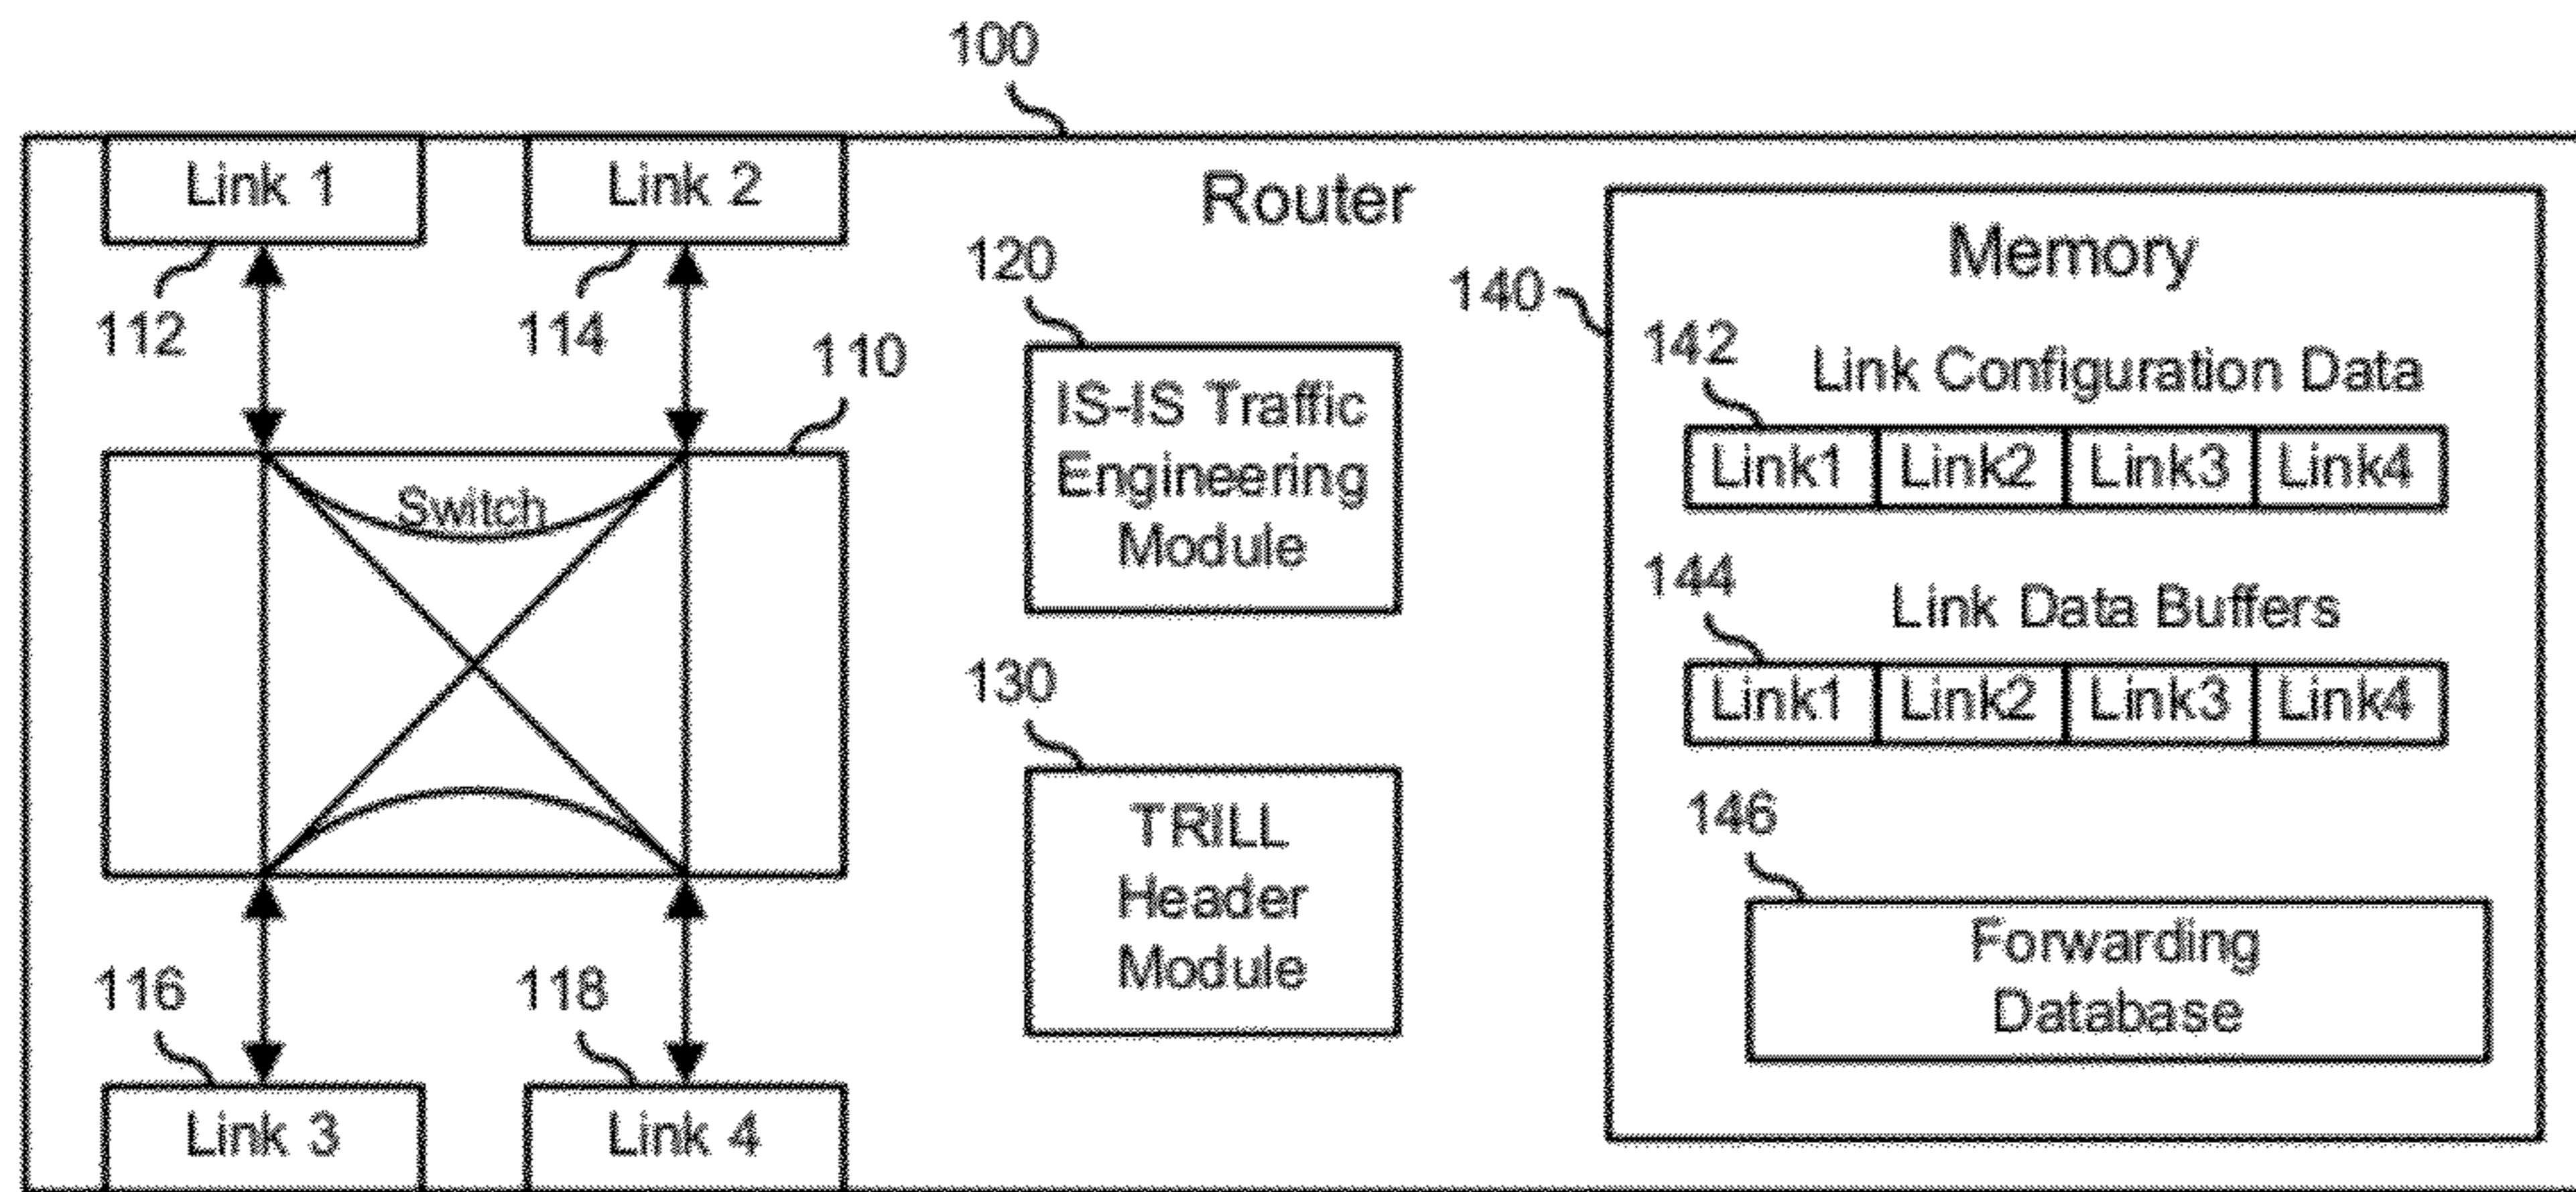 100
Link 1
Link 2
Router
Memory
112
114
120
140
110
142
Link Configuration Data
IS-IS Traffic
Engineering
Module
Link1 Link2 Link3 Link4
Switch
144
Link Data Buffers
Link1 Link2 Link3 Link4
130
TRILL
Header
Module
146
Forwarding
Database
116
118
Link 3
Link 4